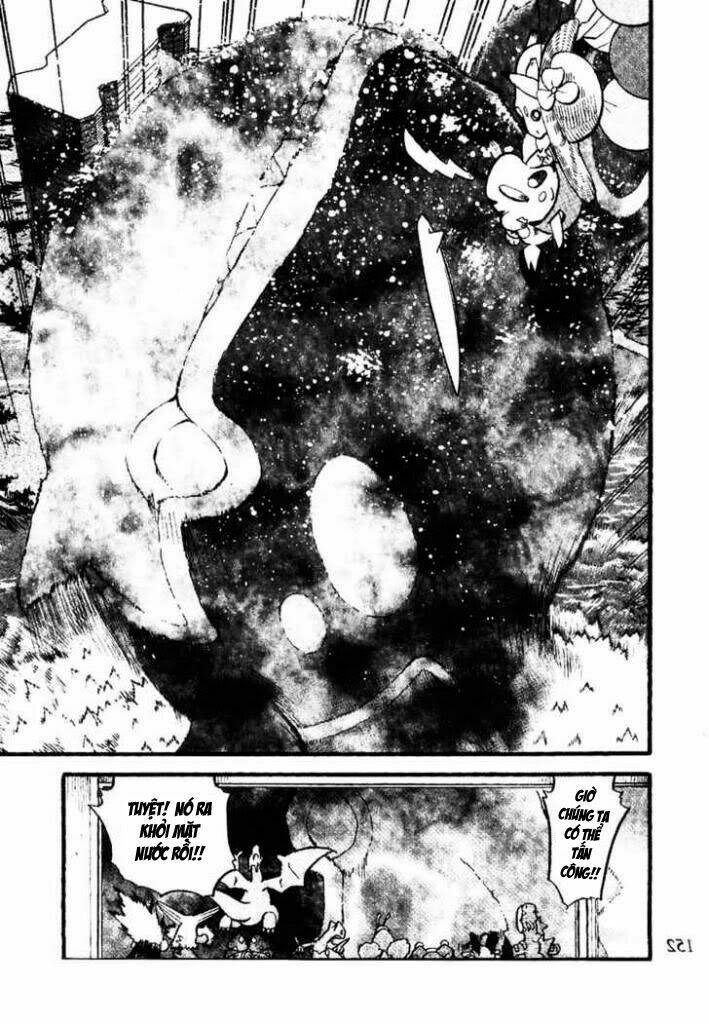 TUYỆT! NÓ RA
KHỎI MẶT
NƯỚC RỒI!!
GIỜ
CHÚNG TA
CÓ THỂ
TẤN
CÔNG!!
152